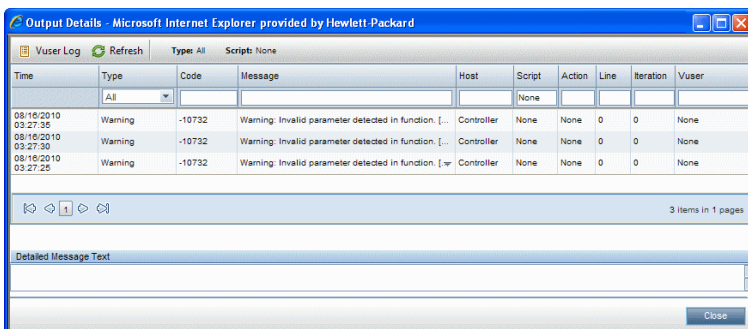 Output Details - Microsoft Internet Explorer provided by Hewlett-Packard
Vuser Log Refresh Type: All Script: None
Time Type Code Message Host Script Action Line Iteration Vuser
All None
08/16/2010 03:27:35 Warning -10732 Warning: Invalid parameter detected in function. [... Controller None None 0 0 None
08/16/2010 03:27:30 Warning -10732 Warning: Invalid parameter detected in function. [... Controller None None 0 0 None
08/16/2010 03:27:25 Warning -10732 Warning: Invalid parameter detected in function. [... Controller None None 0 0 None
1 3 items in 1 pages
Detailed Message Text
Close